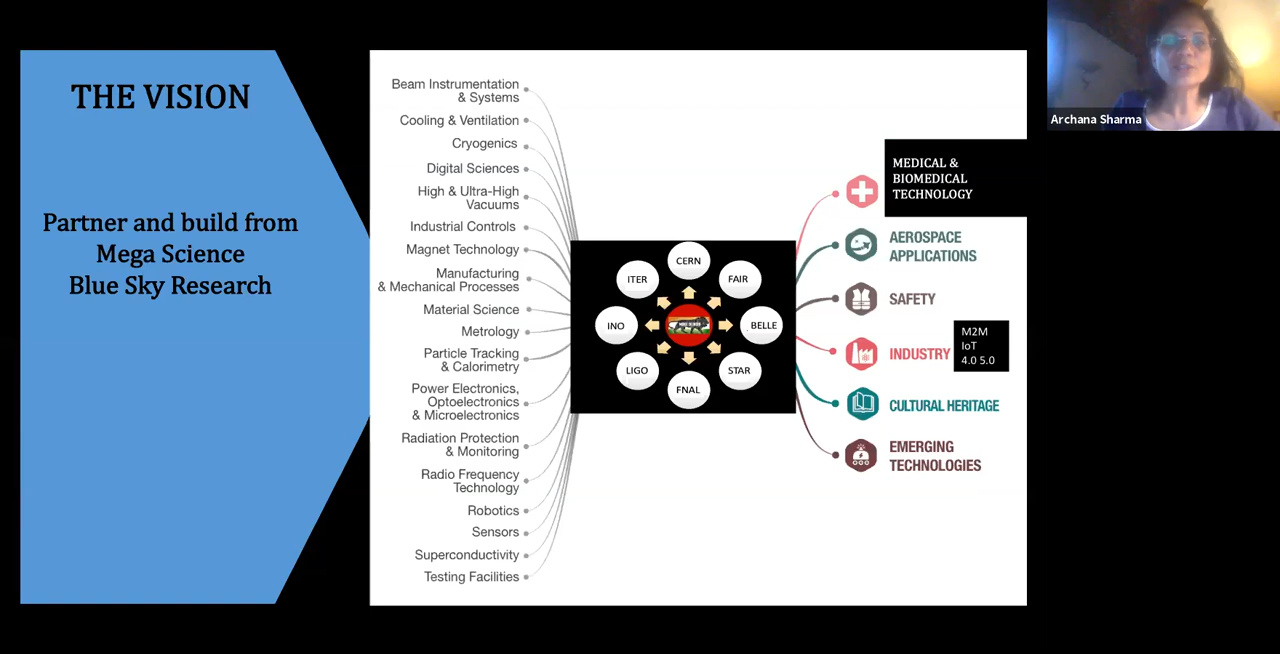 THE VISION
Partner and build from
Mega Science
Blue Sky Research
Beam Instrumentation
& Systems
Cooling & Ventilation
Cryogenics
Digital Sciences
High & Ultra-High
Vacuums
Industrial Controls
Magnet Technology
Manufacturing
& Mechanical Processes
Material Science
Metrology
Particle Tracking
& Calorimetry
Power Electronics,
Optoelectronics
& Microelectronics
Radiation Protection
& Monitoring
Radio Frequency
Technology
Robotics
Sensors
Superconductivity
Testing Facilities
CERN
FAIR
BELLE
STAR
FNAL
LIGO
INO
ITER
MEDICAL &
BIOMEDICAL
TECHNOLOGY
AEROSPACE
APPLICATIONS
SAFETY
INDUSTRY
M2M
IoT
4.0 5.0
CULTURAL HERITAGE
EMERGING
TECHNOLOGIES
Archana Sharma